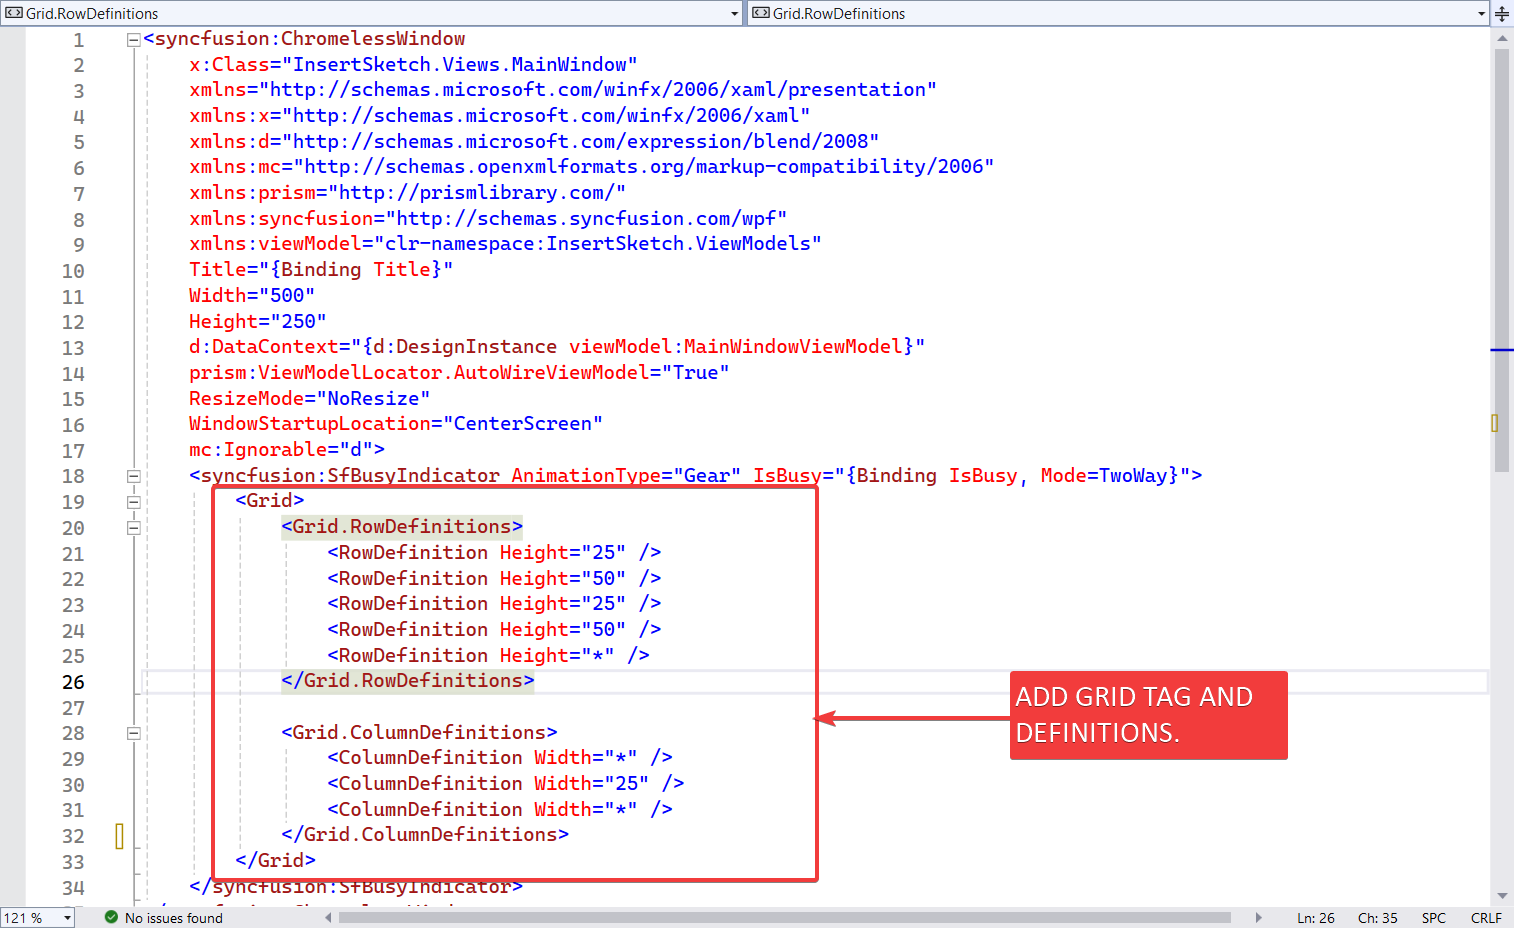 Grid.RowDefinitions
Grid.RowDefinitions
1 <syncfusion:ChromelessWindow
2     x:Class="InsertSketch.Views.MainWindow"
3     xmlns="http://schemas.microsoft.com/winfx/2006/xaml/presentation"
4     xmlns:x="http://schemas.microsoft.com/winfx/2006/xaml"
5     xmlns:d="http://schemas.microsoft.com/expression/blend/2008"
6     xmlns:mc="http://schemas.openxmlformats.org/markup-compatibility/2006"
7     xmlns:prism="http://prismlibrary.com/"
8     xmlns:syncfusion="http://schemas.syncfusion.com/wpf"
9     xmlns:viewModel="clr-namespace:InsertSketch.ViewModels"
10     Title="{Binding Title}"
11     Width="500"
12     Height="250"
13     d:DataContext="{d:DesignInstance viewModel:MainWindowViewModel}"
14     prism:ViewModelLocator.AutoWireViewModel="True"
15     ResizeMode="NoResize"
16     WindowStartupLocation="CenterScreen"
17     mc:Ignorable="d">
18     <syncfusion:SfBusyIndicator AnimationType="Gear" IsBusy="{Binding IsBusy, Mode=TwoWay}">
19         <Grid>
20             <Grid.RowDefinitions>
21                 <RowDefinition Height="25" />
22                 <RowDefinition Height="50" />
23                 <RowDefinition Height="25" />
24                 <RowDefinition Height="50" />
25                 <RowDefinition Height="*" />
26             </Grid.RowDefinitions>
27
28             <Grid.ColumnDefinitions>
29                 <ColumnDefinition Width="*" />
30                 <ColumnDefinition Width="25" />
31                 <ColumnDefinition Width="*" />
32             </Grid.ColumnDefinitions>
33         </Grid>
34     </syncfusion:SfBusyIndicator>
ADD GRID TAG AND
DEFINITIONS.
121 % No issues found Ln: 26 Ch: 35 SPC CRLF